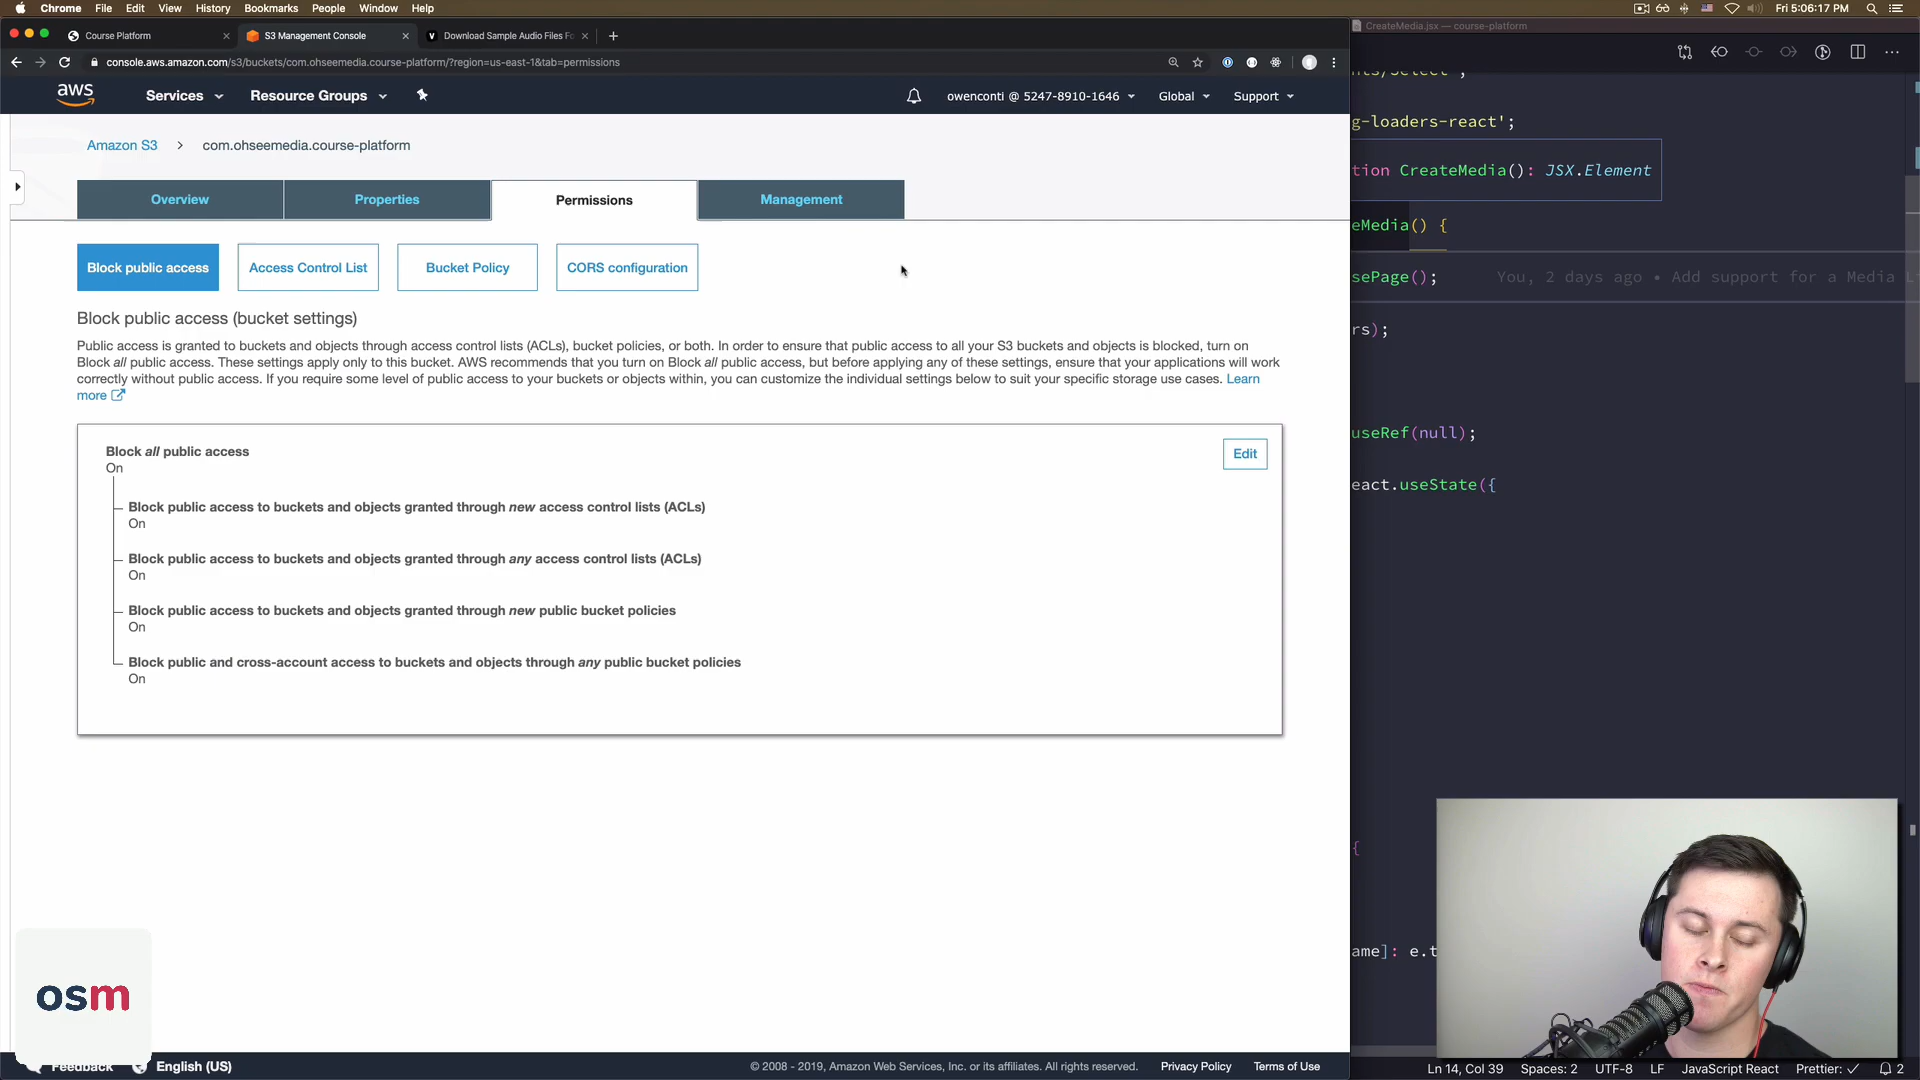 Chrome File Edit View History Bookmarks People Window Help Fri 5:06:17 PM
Course Platform S3 Management Console Download Sample Audio Files Fo
CreateMedia.jsx — course-platform
console.aws.amazon.com/s3/buckets/com.ohseemedia.course-platform/?region=us-east-1&tab=permissions
aws Services Resource Groups owenconti @ 5247-8910-1646 Global Support
Amazon S3 com.ohseemedia.course-platform
Overview Properties Permissions Management
Block public access Access Control List Bucket Policy CORS configuration
Block public access (bucket settings)
Public access is granted to buckets and objects through access control lists (ACLs), bucket policies, or both. In order to ensure that public access to all your S3 buckets and objects is blocked, turn on
Block all public access. These settings apply only to this bucket. AWS recommends that you turn on Block all public access, but before applying any of these settings, ensure that your applications will work
correctly without public access. If you require some level of public access to your buckets or objects within, you can customize the individual settings below to suit your specific storage use cases. Learn
more
Block all public access
On
Edit
Block public access to buckets and objects granted through new access control lists (ACLs)
On
Block public access to buckets and objects granted through any access control lists (ACLs)
On
Block public access to buckets and objects granted through new public bucket policies
On
Block public and cross-account access to buckets and objects through any public bucket policies
On
osm
Feedback English (US) © 2008 - 2019, Amazon Web Services, Inc. or its affiliates. All rights reserved. Privacy Policy Terms of Use
g-loaders-react';
tion CreateMedia(): JSX.Element
eMedia() {
sePage(); You, 2 days ago • Add support for a Media L
rs);
useRef(null);
eact.useState({
{
ame]: e.t
Ln 14, Col 39 Spaces: 2 UTF-8 LF JavaScript React Prettier: ✓ 2